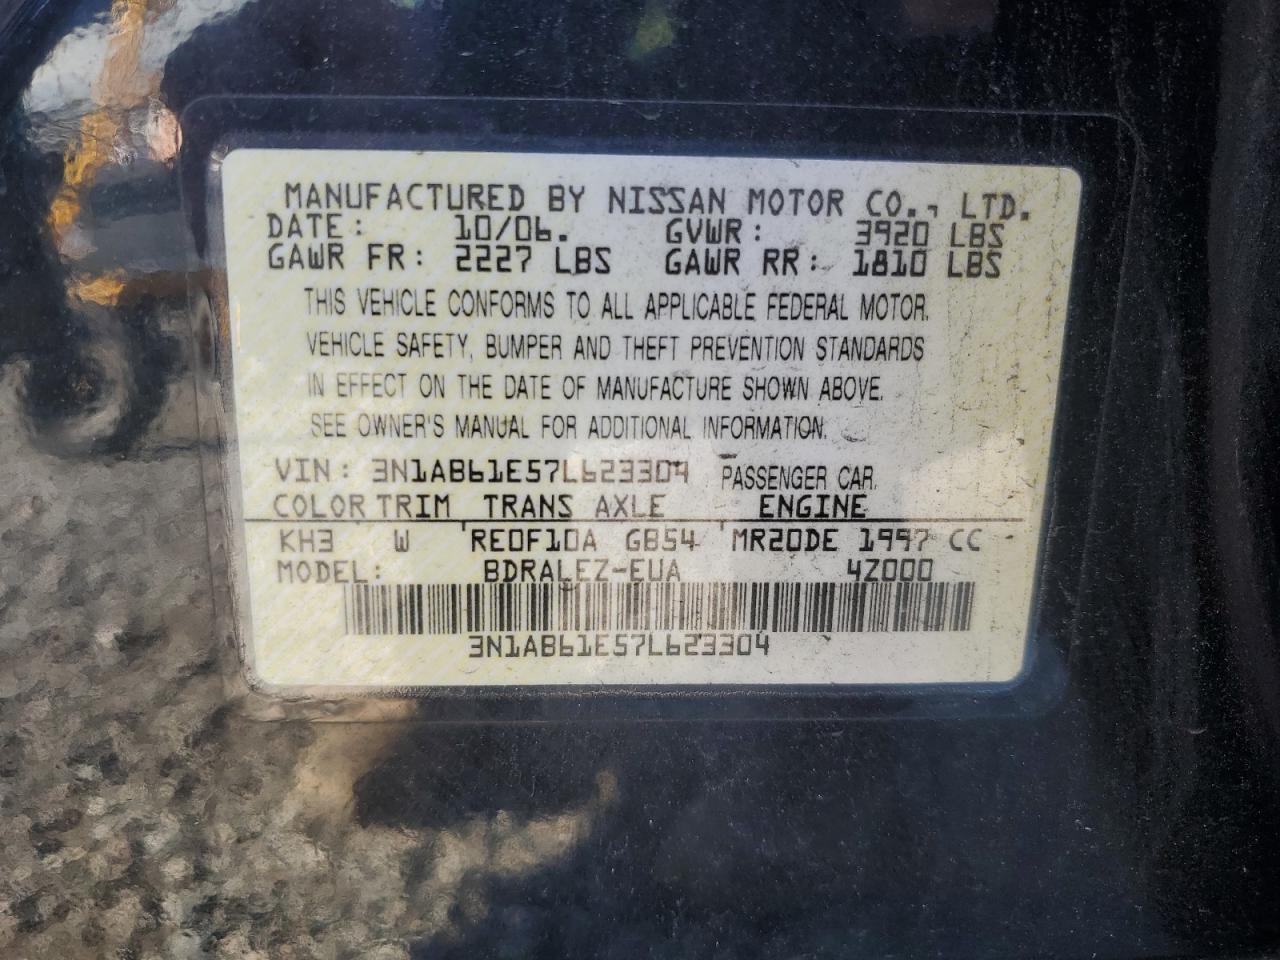 MANUFACTURED BY NISSAN MOTOR CO., LTD.
DATE: 10/06. GVWR: 3920 LBS
GAWR FR: 2227 LBS GAWR RR: 1810 LBS
THIS VEHICLE CONFORMS TO ALL APPLICABLE FEDERAL MOTOR.
VEHICLE SAFETY, BUMPER AND THEFT PREVENTION STANDARDS
IN EFFECT ON THE DATE OF MANUFACTURE SHOWN ABOVE.
SEE OWNER'S MANUAL FOR ADDITIONAL INFORMATION.
VIN: 3N1AB61E57L623304 PASSENGER CAR.
COLOR TRIM TRANS AXLE ENGINE
KH3 W RE0F10A GB54 MR20DE 1997 CC
MODEL: BDRALEZ-EUA 4Z000
3N1AB61E57L623304